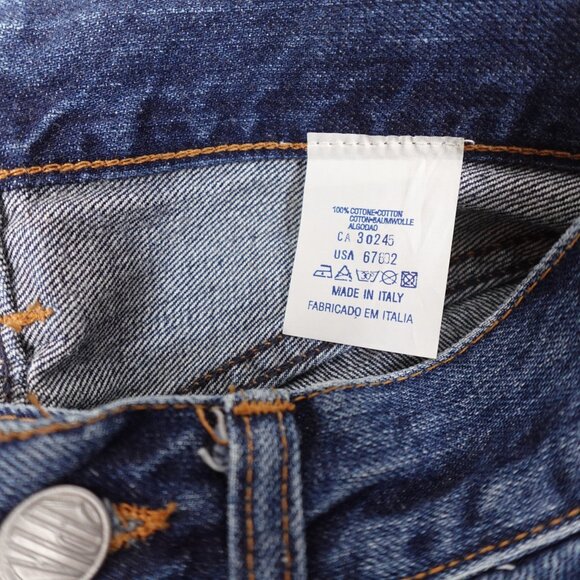 100% COTONE•COTTON
COTON•BAUMWOLLE
ALGODAO
CA 30245
USA 67602
MADE IN ITALY
FABRICADO EM ITALIA